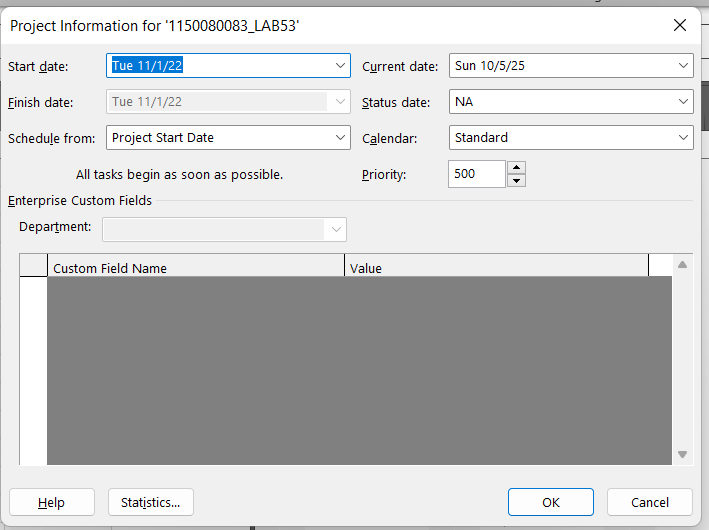 Project Information for '1150080083_LAB53'
Start date: Tue 11/1/22 Current date: Sun 10/5/25
Finish date: Tue 11/1/22 Status date: NA
Schedule from: Project Start Date Calendar: Standard
All tasks begin as soon as possible. Priority: 500
Enterprise Custom Fields
Department:
Custom Field Name Value
Help Statistics... OK Cancel